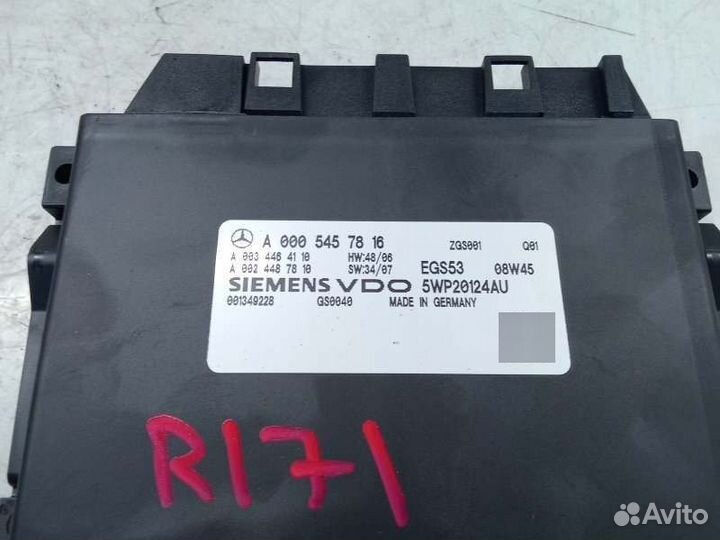 A 000 545 78 16 ZGS001 Q01
A 003 446 41 10 HW:48/06
A 002 448 78 10 SW:34/07 EGS53 08W45
SIEMENS VDO 5WP20124AU
001349228 GS0040 MADE IN GERMANY
R171
Avito